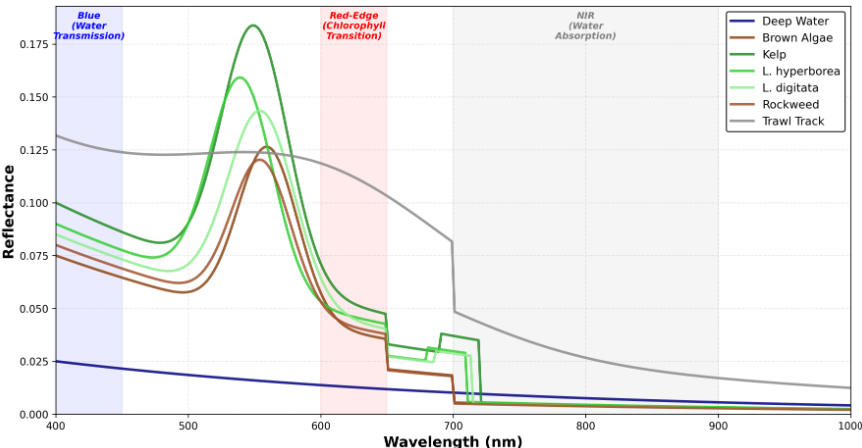 Blue
(Water
Transmission)
Red-Edge
(Chlorophyll
Transition)
NIR
(Water
Absorption)
Deep Water
Brown Algae
Kelp
L. hyperborea
L. digitata
Rockweed
Trawl Track
Reflectance
0.175
0.150
0.125
0.100
0.075
0.050
0.025
0.000
400
500
600
700
800
900
1000
Wavelength (nm)